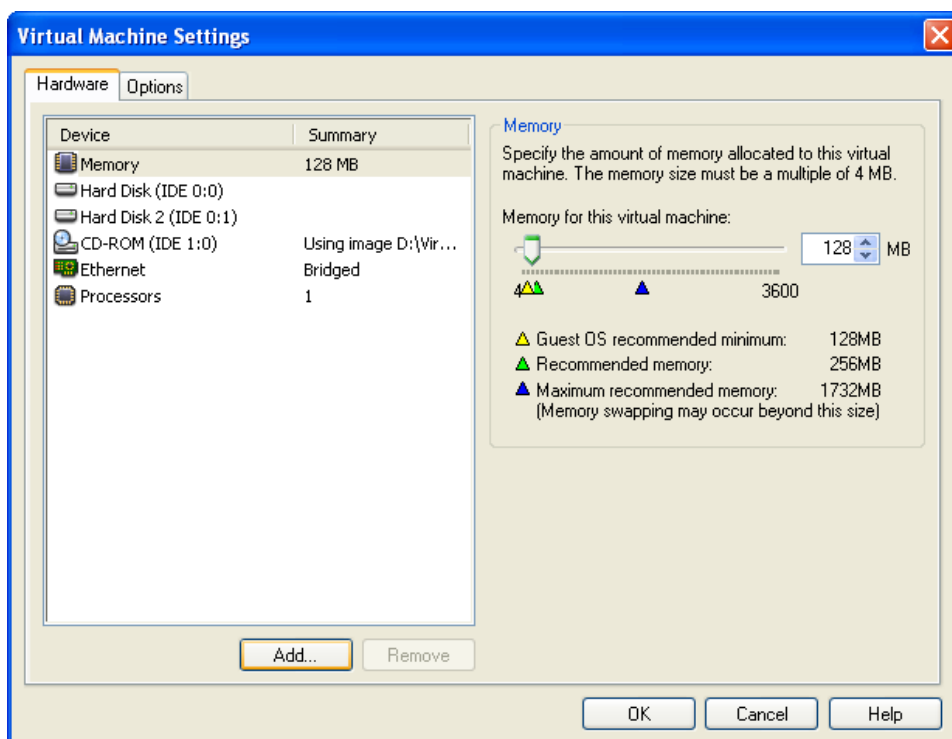 Virtual Machine Settings
Hardware Options
Device Summary
Memory 128 MB
Hard Disk (IDE 0:0)
Hard Disk 2 (IDE 0:1)
CD-ROM (IDE 1:0) Using image D:\Vir...
Ethernet Bridged
Processors 1
Add... Remove
Memory
Specify the amount of memory allocated to this virtual
machine. The memory size must be a multiple of 4 MB.
Memory for this virtual machine:
128 MB
4 3600
Guest OS recommended minimum: 128MB
Recommended memory: 256MB
Maximum recommended memory: 1732MB
(Memory swapping may occur beyond this size)
OK Cancel Help